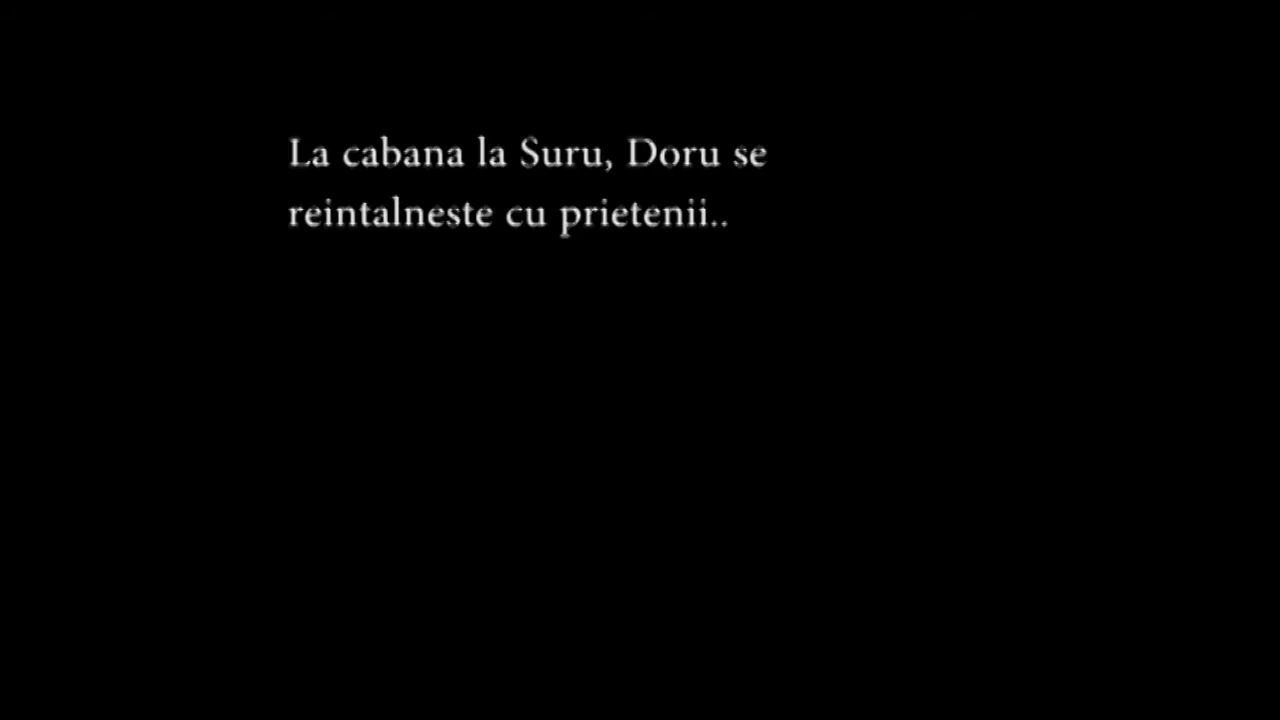 La cabana la Suru, Doru se
reintalneste cu prietenii..